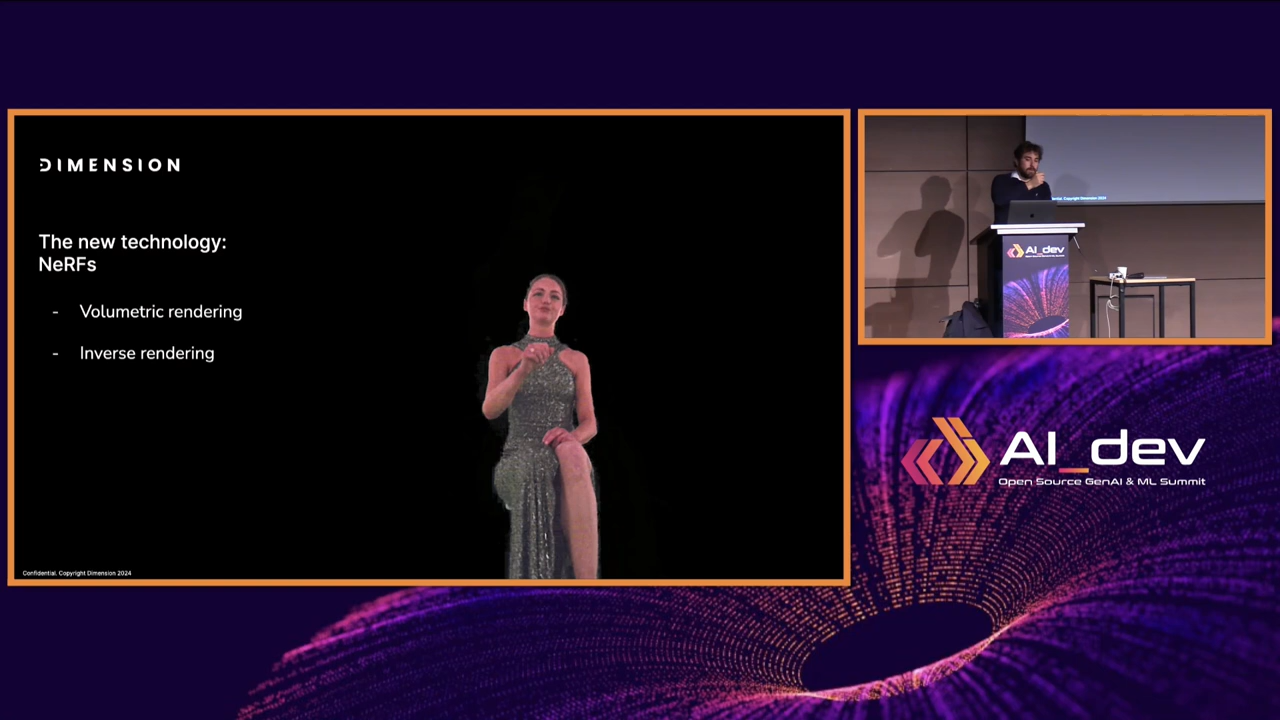 DIMENSION
The new technology:
NeRFs
- Volumetric rendering
- Inverse rendering
Confidential. Copyright Dimension 2024
AI_dev
AI_dev
Open Source GenAI & ML Summit